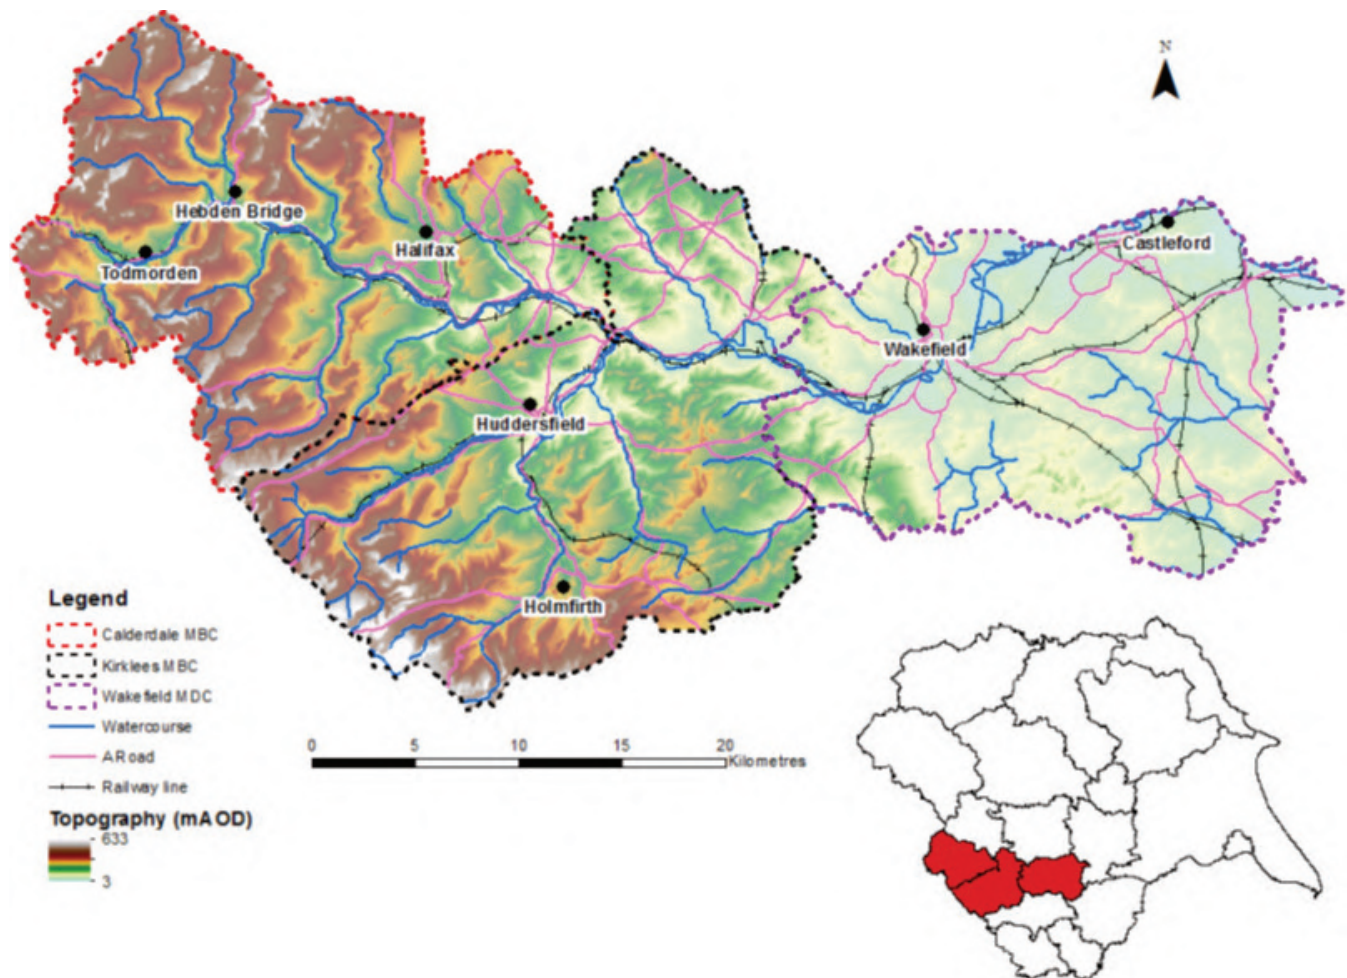 N
Hebden Bridge
Castleford
Halifax
Todmorden
Wakefield
Huddersfield
Holmfirth
Legend
Calderdale MBC
Kirklees MBC
Wakefield MDC
Watercourse
A Road
Railway line
Topography (mAOD)
633
3
0 5 10 15 20
Kilometres